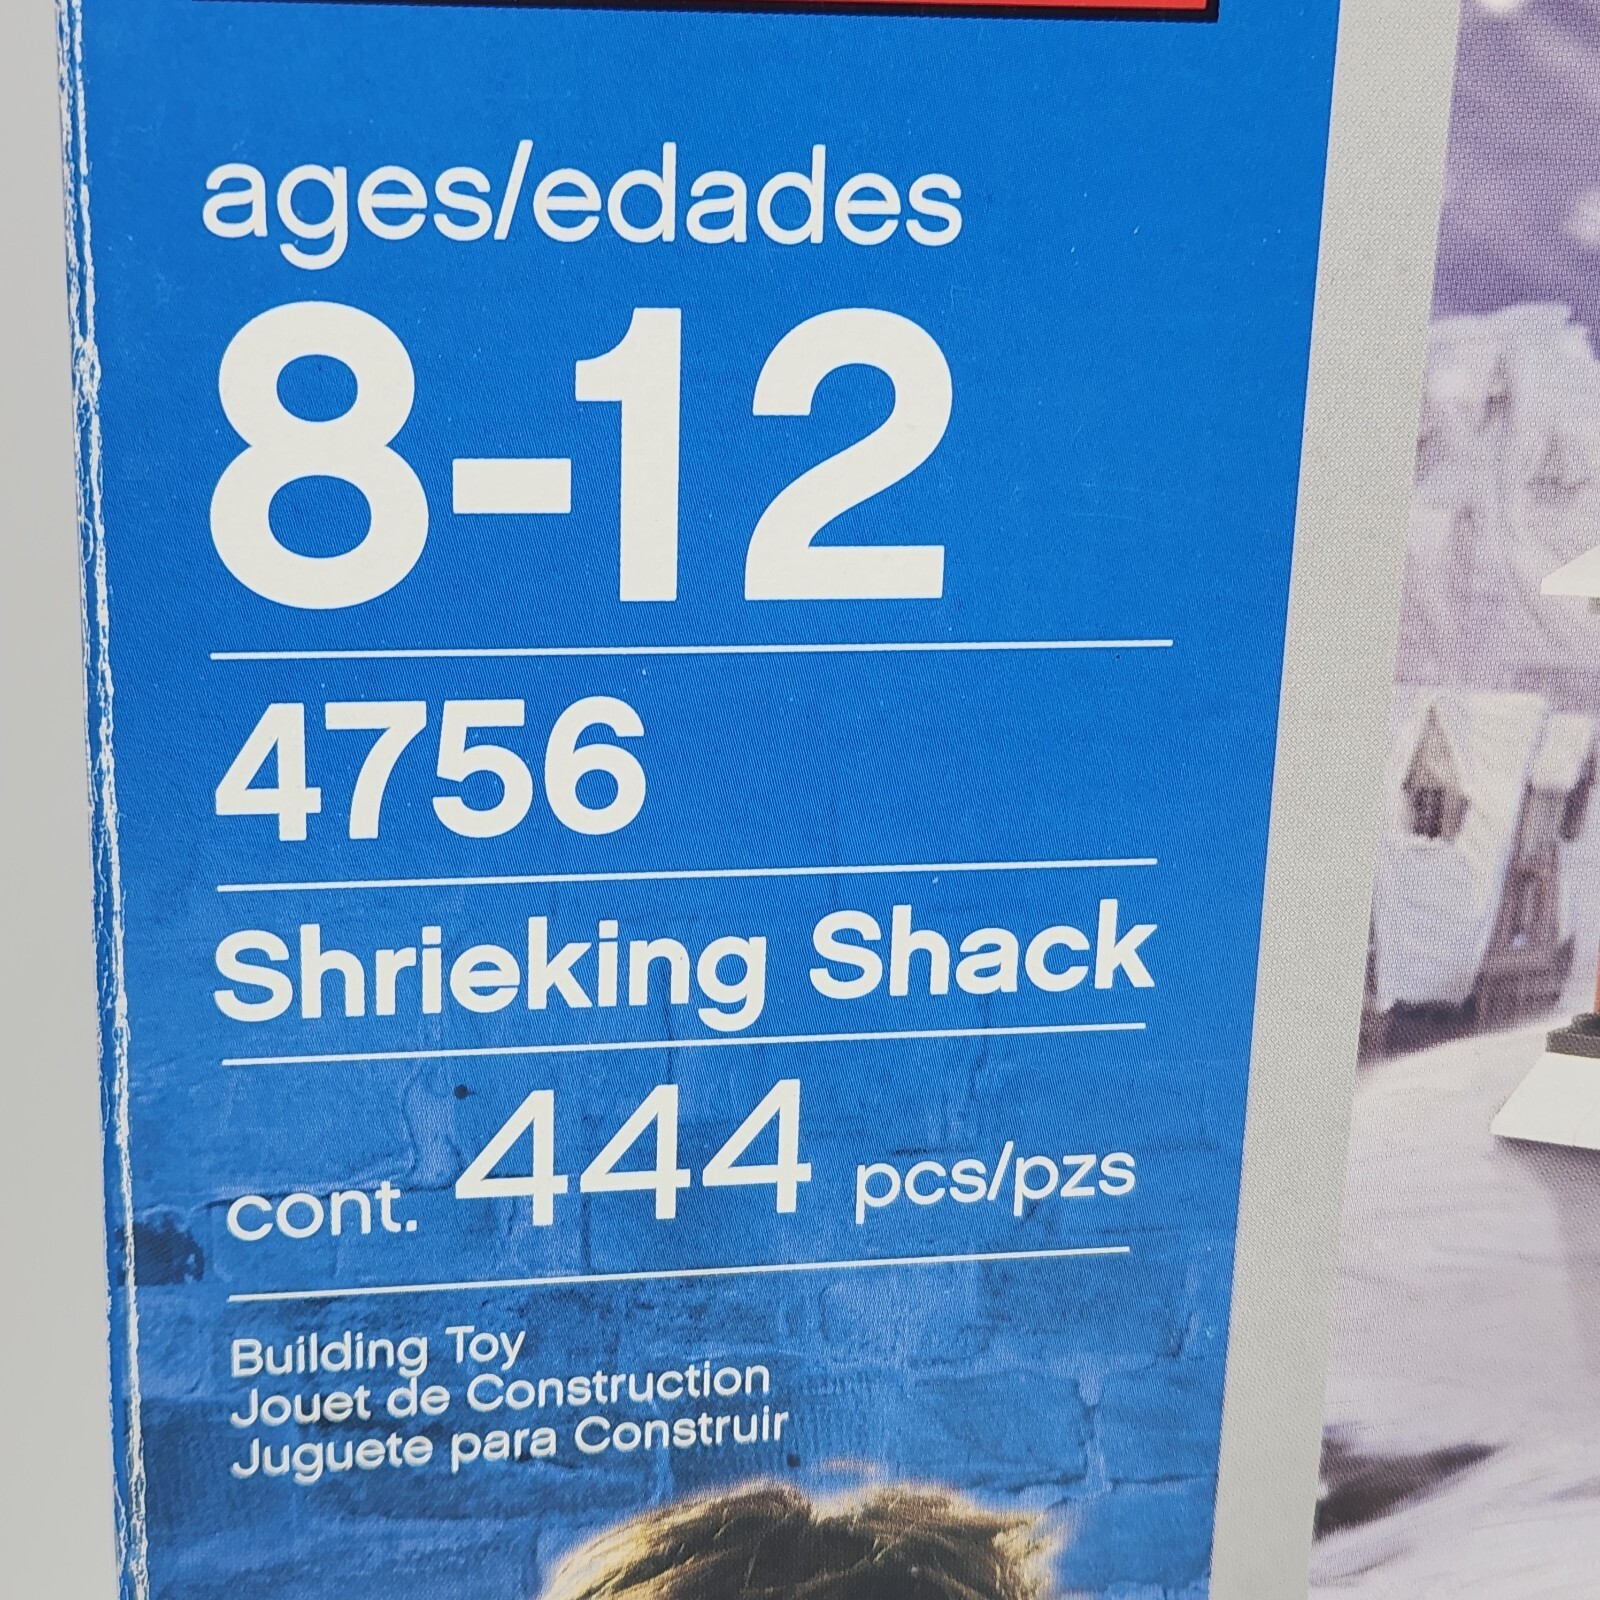 ages/edades
8-12
4756
Shrieking Shack
cont. 444 pcs/pzs
Building Toy
Jouet de Construction
Juguete para Construir